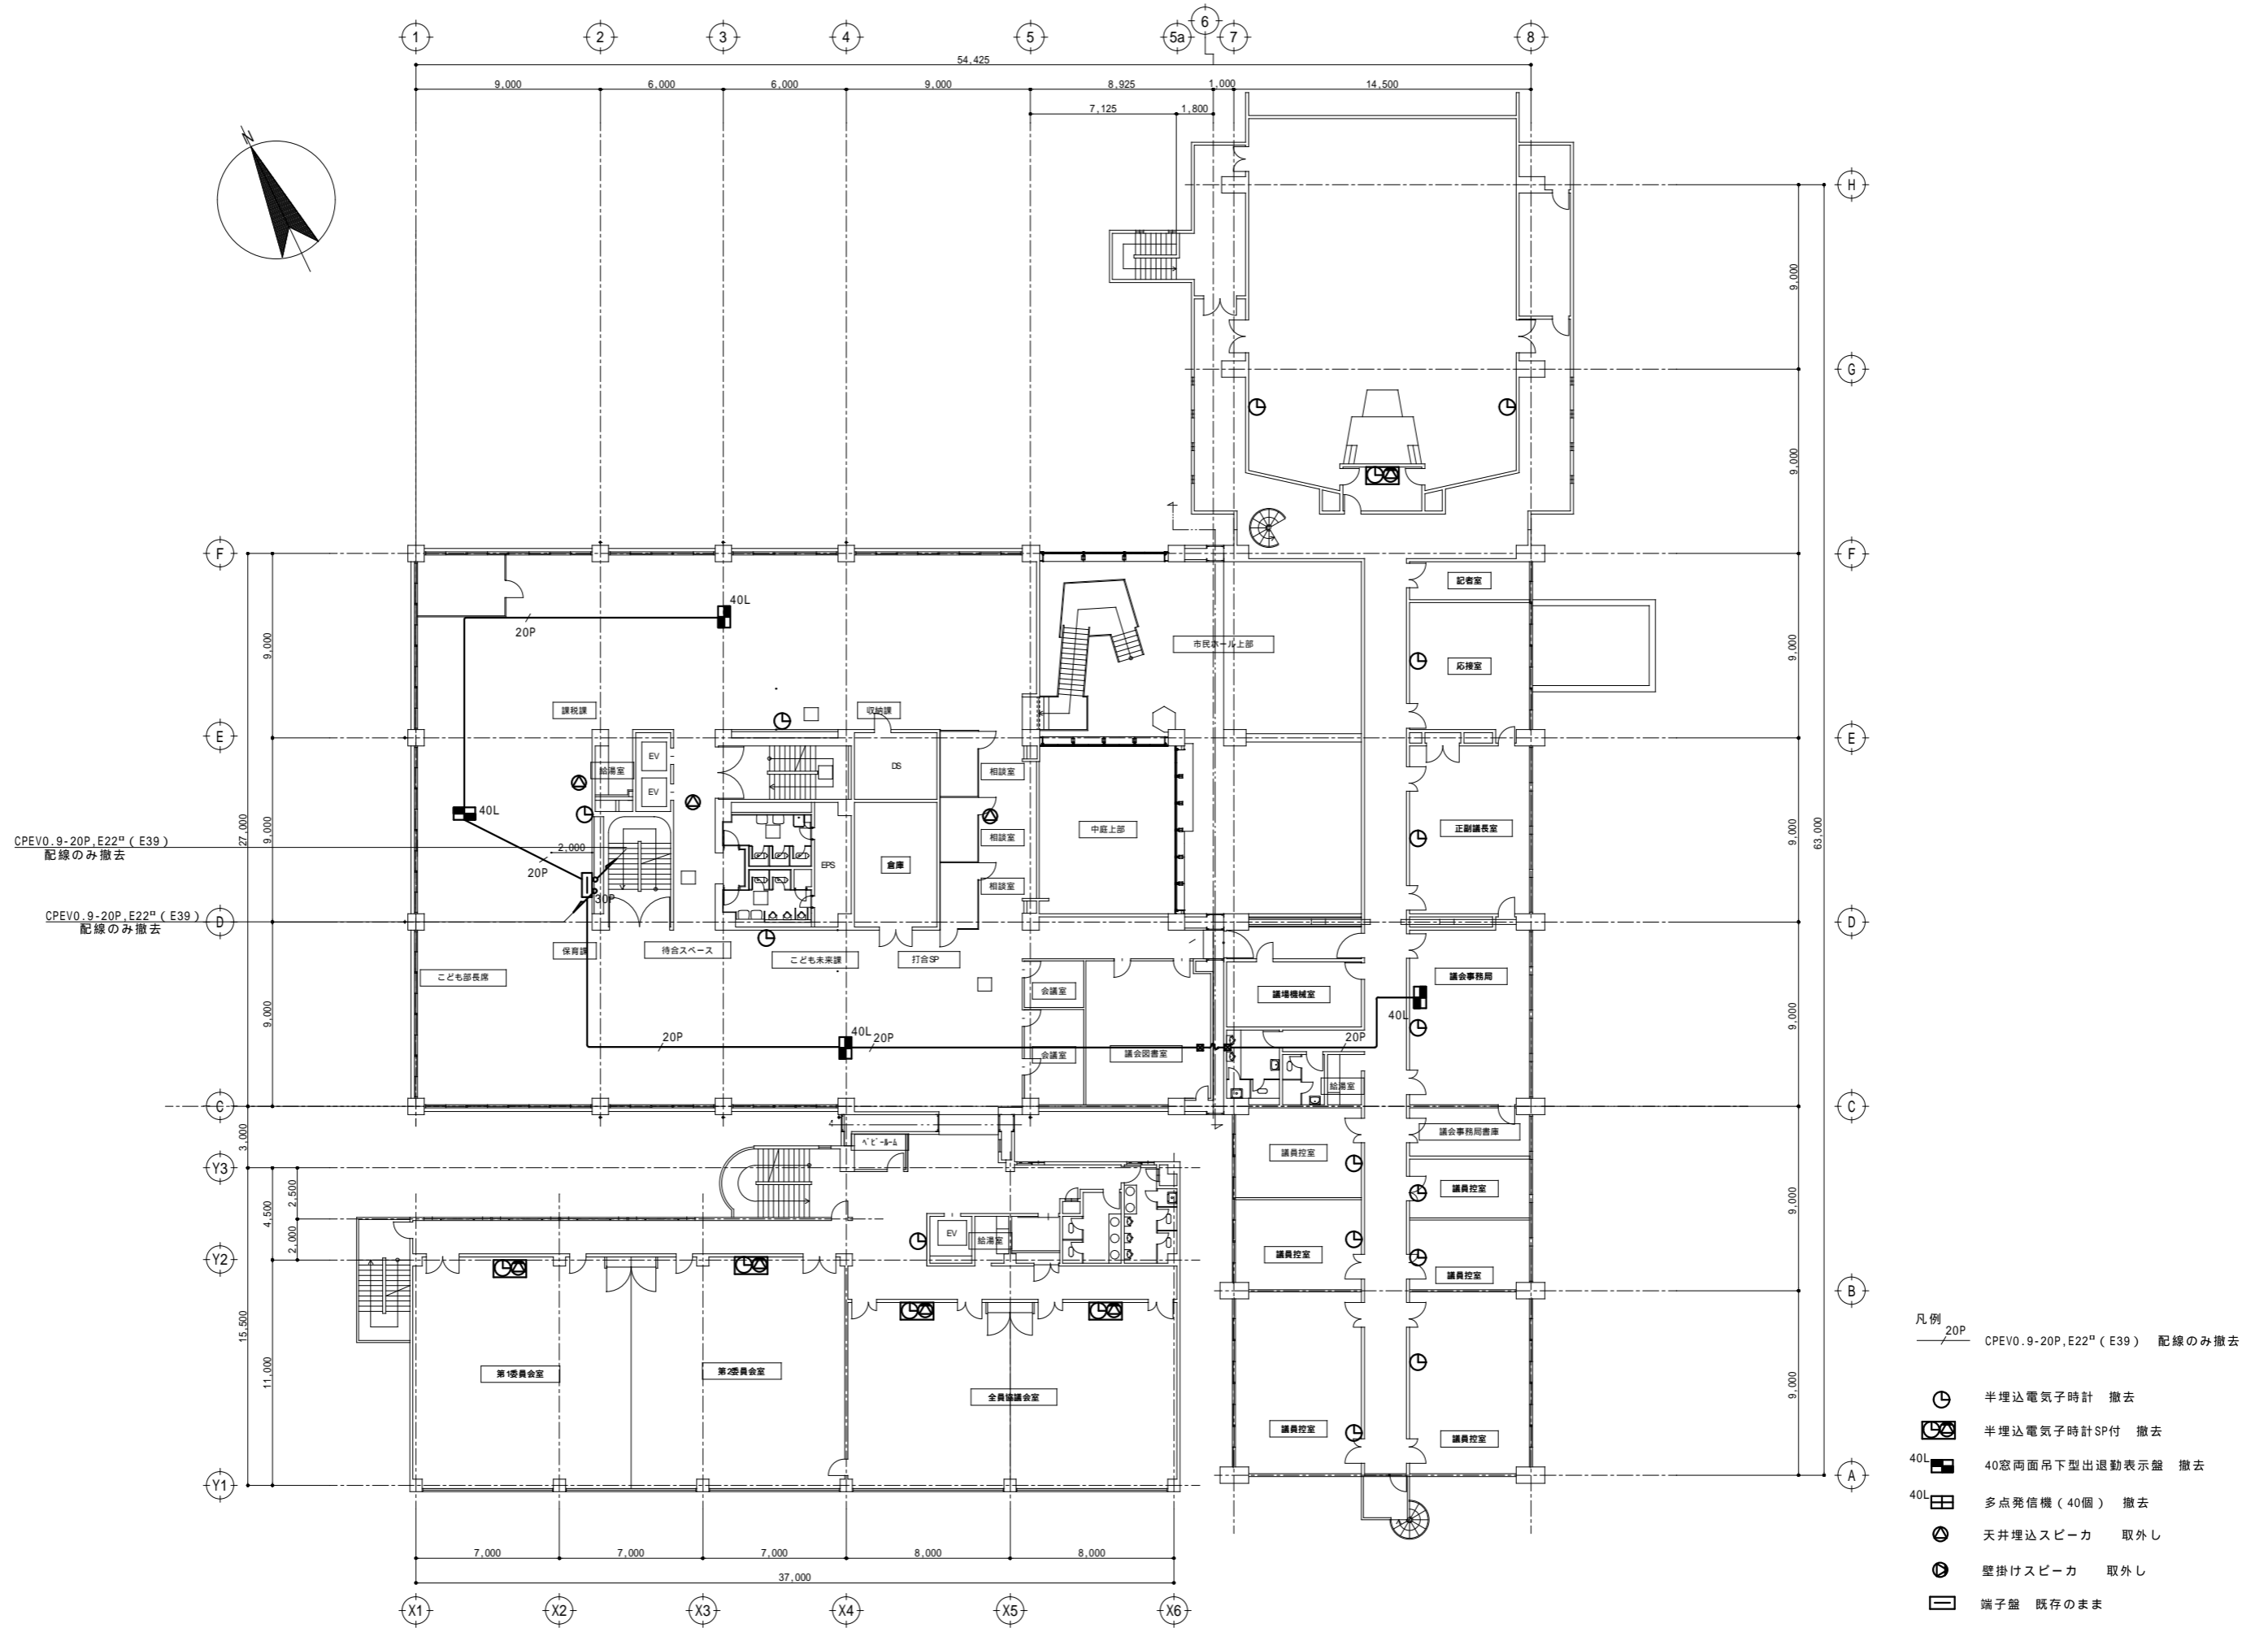 1 2 3 4 5 5a 6 7 8
54,425
9,000 6,000 6,000 9,000 8,925 1,000 14,500
7,125 1,800
N
H
9,000
G
9,000
F F
記者室
40L
20P
9,000 9,000
市民ホール上部
応接室
課税課 収納課
E E
EV
給湯室 DS 相談室
EV
40L
27,000 9,000 9,000 63,000
中庭上部 正副議長室
CPEV0.9-20P,E22ロ(E39)
配線のみ撤去
2,000
相談室
20P EPS 倉庫
相談室
30P
CPEV0.9-20P,E22ロ(E39)
配線のみ撤去
D D
保育課 待合スペース こども未来課 打合SP
こども部長席 議会事務局
会議室 議場機械室
9,000 9,000
40L
40L
20P 20P 20P
会議室 議会図書室
給湯室
C C
3,000
ベビールーム
議会事務局書庫
議員控室
Y3
議員控室
2,500
4,500 9,000
2,000
EV 給湯室
議員控室
Y2
議員控室
B
15,500
11,000
第1委員会室 第2委員会室
全員協議会室
9,000
議員控室 議員控室
Y1 A
7,000 7,000 7,000 8,000 8,000
37,000
X1 X2 X3 X4 X5 X6
凡例
20P CPEV0.9-20P,E22ロ(E39) 配線のみ撤去
半埋込電気子時計 撤去
半埋込電気子時計SP付 撤去
40L 40窓両面吊下型出退勤表示盤 撤去
40L 多点発信機(40個) 撤去
天井埋込スピーカ 取外し
壁掛けスピーカ 取外し
端子盤 既存のまま